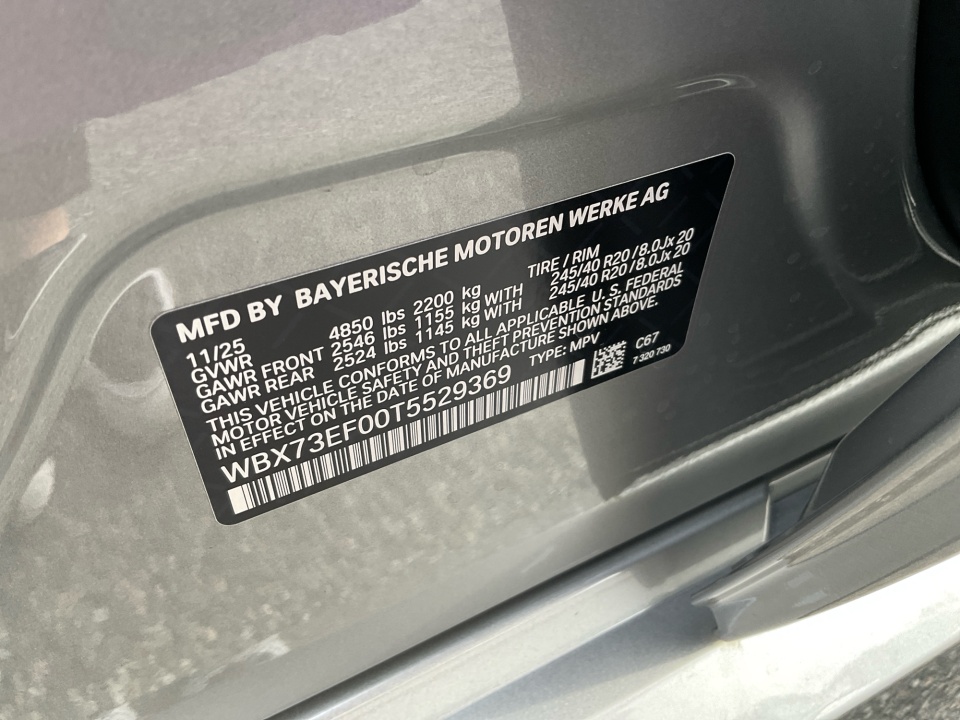 MFD BY BAYERISCHE MOTOREN WERKE AG
11/25 TIRE / RIM
GVWR 4850 lbs 2200 kg
GAWR FRONT 2546 lbs 1155 kg WITH 245/40 R20 / 8.0Jx 20
GAWR REAR 2524 lbs 1145 kg WITH 245/40 R20 / 8.0Jx 20
THIS VEHICLE CONFORMS TO ALL APPLICABLE U.S. FEDERAL
MOTOR VEHICLE SAFETY AND THEFT PREVENTION STANDARDS
IN EFFECT ON THE DATE OF MANUFACTURE SHOWN ABOVE.
WBX73EF00T5529369 TYPE: MPV C67
7 320 730